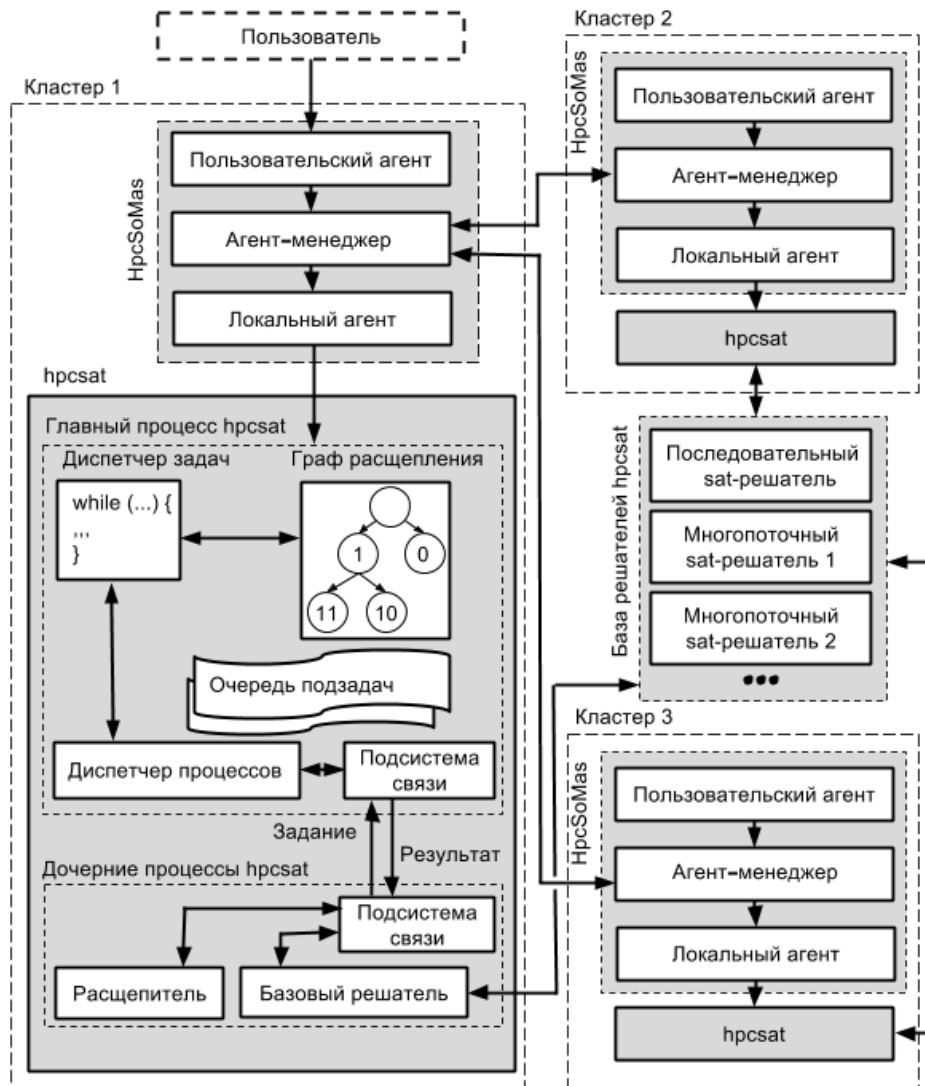 Пользователь
Кластер 1
HpcSoMas
Пользовательский агент
Агент–менеджер
Локальный агент
hpcsat
Главный процесс hpcsat
Диспетчер задач
while (...) {
,,,
}
Граф расщепления
1
0
11
10
Очередь подзадач
Диспетчер процессов
Подсистема
связи
Задание
Результат
Дочерние процессы hpcsat
Подсистема
связи
Расщепитель
Базовый решатель
Кластер 2
HpcSoMas
Пользовательский агент
Агент–менеджер
Локальный агент
hpcsat
База решателей hpcsat
Последовательный
sat-решатель
Многопоточный
sat-решатель 1
Многопоточный
sat-решатель 2
•••
Кластер 3
HpcSoMas
Пользовательский агент
Агент–менеджер
Локальный агент
hpcsat